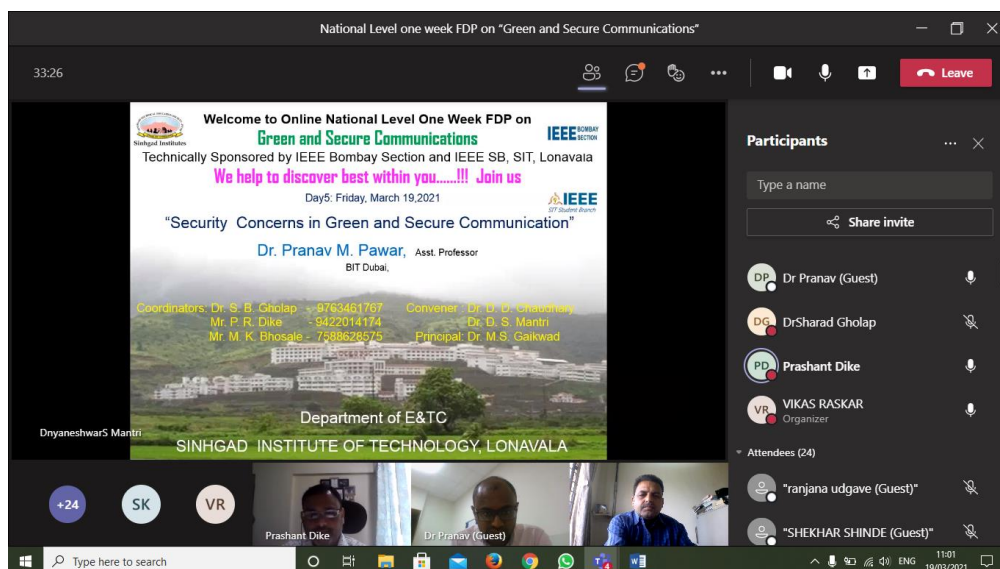 National Level one week FDP on "Green and Secure Communications"
33:26
Leave
Welcome to Online National Level One Week FDP on
Green and Secure Communications
Sinhgad Institutes
IEEE BOMBAY SECTION
Technically Sponsored by IEEE Bombay Section and IEEE SB, SIT, Lonavala
We help to discover best within you......!!! Join us
Day5: Friday, March 19,2021
IEEE
SIT Student Branch
"Security Concerns in Green and Secure Communication"
Dr. Pranav M. Pawar, Asst. Professor
BIT Dubai,
Coordinators: Dr. S. B. Gholap - 9763461767 Convener : Dr. D. D. Chaudhary
Mr. P. R. Dike - 9422014174 Dr. D. S. Mantri
Mr. M. K. Bhosale - 7588628575 Principal: Dr. M.S. Gaikwad
Department of E&TC
SINHGAD INSTITUTE OF TECHNOLOGY, LONAVALA
DnyaneshwarS Mantri
+24
SK
VR
Prashant Dike
Dr Pranav (Guest)
Participants
Type a name
Share invite
DP Dr Pranav (Guest)
DG DrSharad Gholap
PD Prashant Dike
VR VIKAS RASKAR
Organizer
Attendees (24)
"ranjana udgave (Guest)"
"SHEKHAR SHINDE (Guest)"
Type here to search
ENG
11:01
19/03/2021